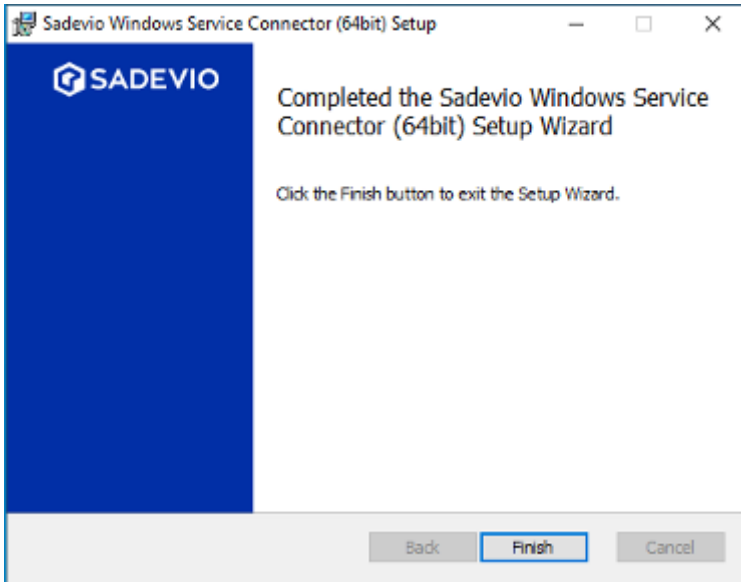 Sadevio Windows Service Connector (64bit) Setup
SADEVIO
Completed the Sadevio Windows Service
Connector (64bit) Setup Wizard
Click the Finish button to exit the Setup Wizard.
Back
Finish
Cancel